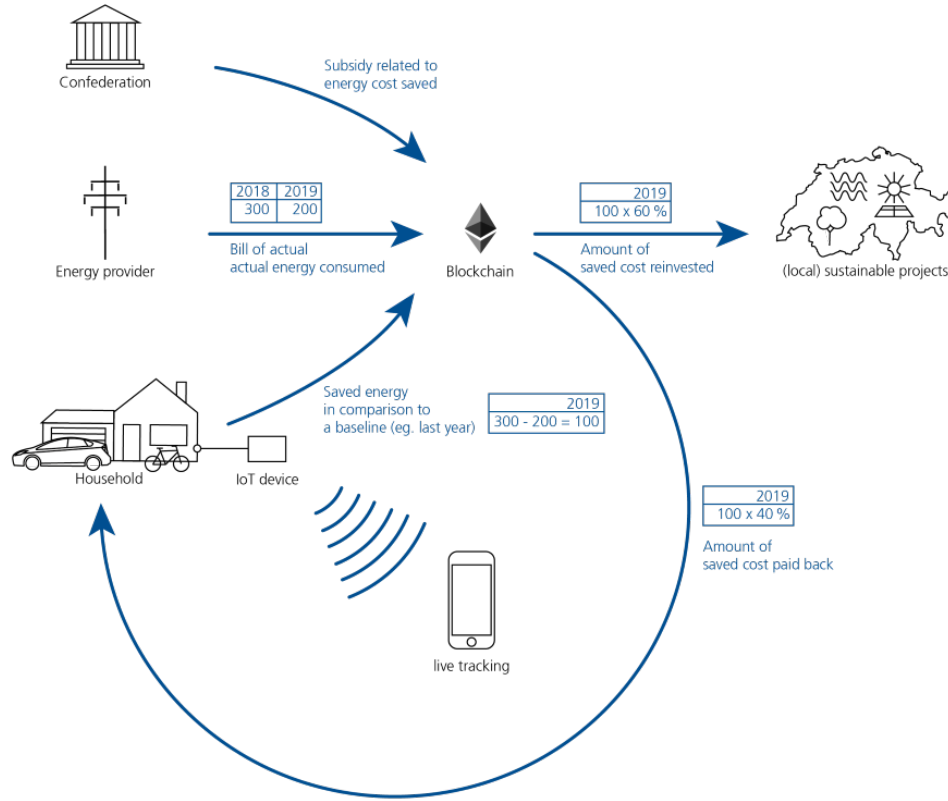 Confederation
Subsidy related to
energy cost saved
2018 2019
300 200
Energy provider
Bill of actual
actual energy consumed
Blockchain
2019
100 x 60 %
Amount of
saved cost reinvested
(local) sustainable projects
Household
IoT device
Saved energy
in comparison to
a baseline (eg. last year)
2019
300 - 200 = 100
2019
100 x 40 %
Amount of
saved cost paid back
live tracking